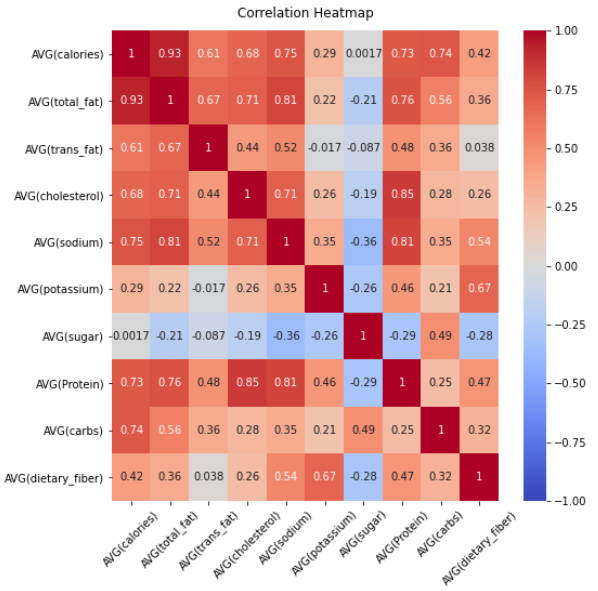 Correlation Heatmap
AVG(calories) 1 0.93 0.61 0.68 0.75 0.29 0.0017 0.73 0.74 0.42
AVG(total_fat) 0.93 1 0.67 0.71 0.81 0.22 -0.21 0.76 0.56 0.36
AVG(trans_fat) 0.61 0.67 1 0.44 0.52 -0.017 -0.087 0.48 0.36 0.038
AVG(cholesterol) 0.68 0.71 0.44 1 0.71 0.26 -0.19 0.85 0.28 0.26
AVG(sodium) 0.75 0.81 0.52 0.71 1 0.35 -0.36 0.81 0.35 0.54
AVG(potassium) 0.29 0.22 -0.017 0.26 0.35 1 -0.26 0.46 0.21 0.67
AVG(sugar) -0.0017 -0.21 -0.087 -0.19 -0.36 -0.26 1 -0.29 0.49 -0.28
AVG(Protein) 0.73 0.76 0.48 0.85 0.81 0.46 -0.29 1 0.25 0.47
AVG(carbs) 0.74 0.56 0.36 0.28 0.35 0.21 0.49 0.25 1 0.32
AVG(dietary_fiber) 0.42 0.36 0.038 0.26 0.54 0.67 -0.28 0.47 0.32 1
AVG(calories)
AVG(total_fat)
AVG(trans_fat)
AVG(cholesterol)
AVG(sodium)
AVG(potassium)
AVG(sugar)
AVG(Protein)
AVG(carbs)
AVG(dietary_fiber)
1.00
0.75
0.50
0.25
0.00
−0.25
−0.50
−0.75
−1.00